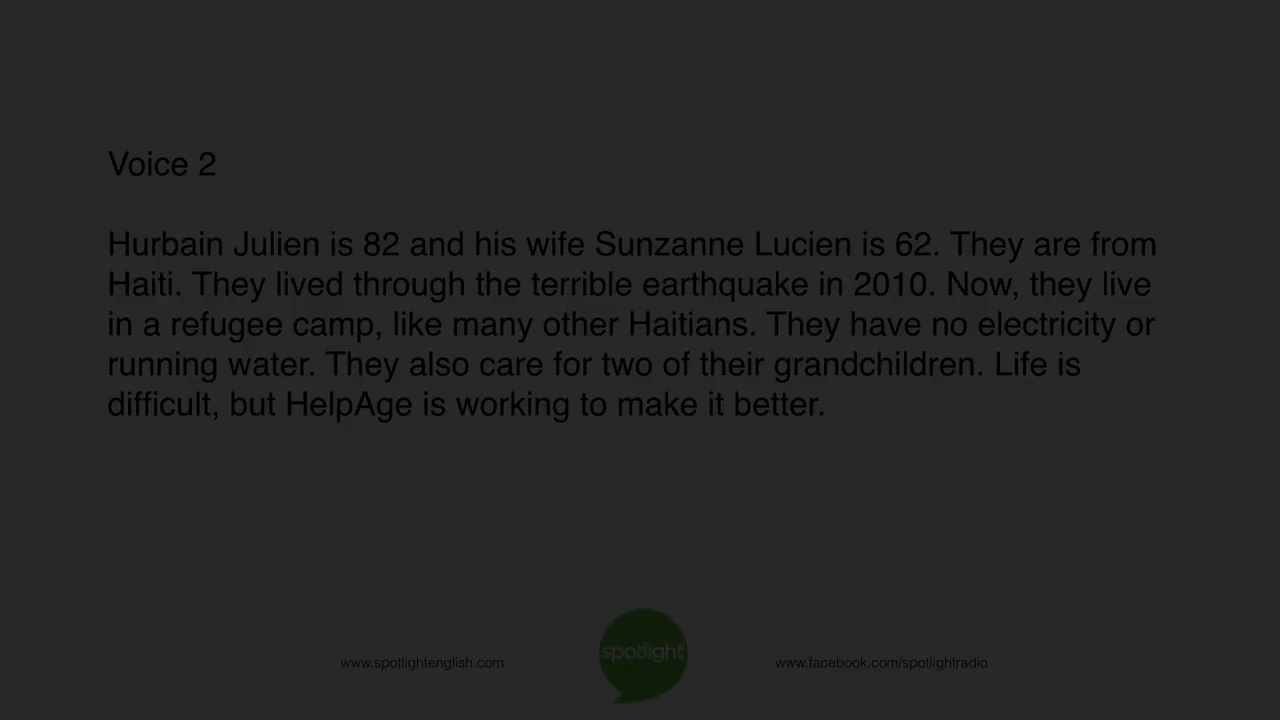 Voice 2
Hurbain Julien is 82 and his wife Sunzanne Lucien is 62. They are from
Haiti. They lived through the terrible earthquake in 2010. Now, they live
in a refugee camp, like many other Haitians. They have no electricity or
running water. They also care for two of their grandchildren. Life is
difficult, but HelpAge is working to make it better.
spotlight
www.spotlightenglish.com
www.facebook.com/spotlightradio